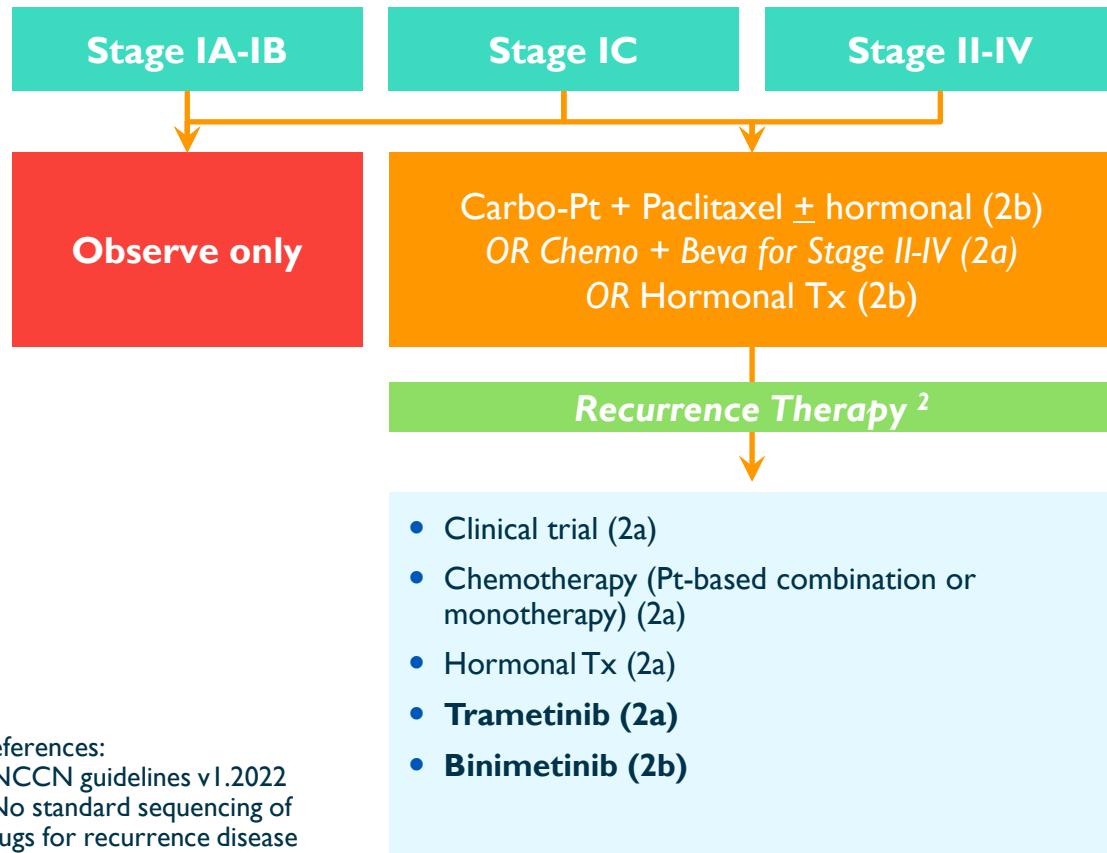 Stage IA-IB
Stage IC
Stage II-IV
Observe only
Carbo-Pt + Paclitaxel ± hormonal (2b)
OR Chemo + Beva for Stage II-IV (2a)
OR Hormonal Tx (2b)
Recurrence Therapy 2
• Clinical trial (2a)
• Chemotherapy (Pt-based combination or
monotherapy) (2a)
• Hormonal Tx (2a)
• Trametinib (2a)
• Binimetinib (2b)
eferences:
NCCN guidelines v1.2022
No standard sequencing of
ugs for recurrence disease